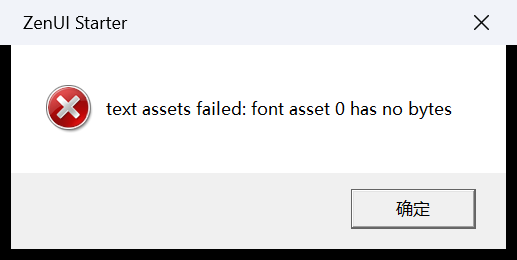 ZenUI Starter
text assets failed: font asset 0 has no bytes
确定